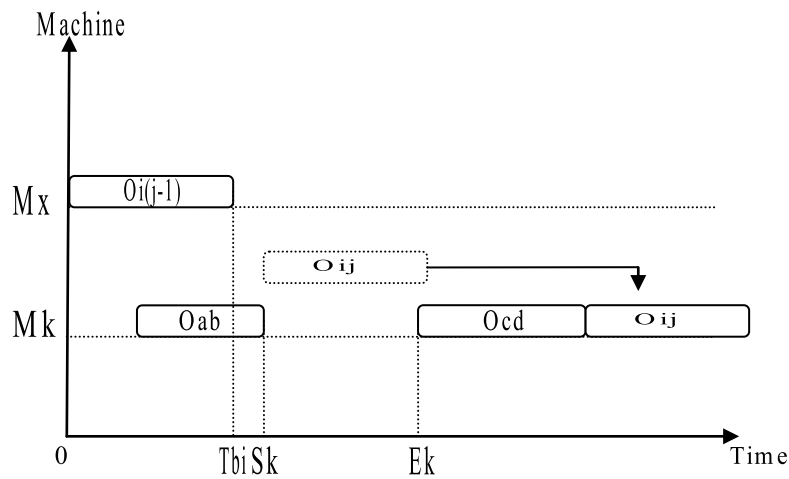 Machine
Mx
Oi(j-1)
Oij
Mk
Oab
Ocd
Oij
0
Tbi
Sk
Ek
Time